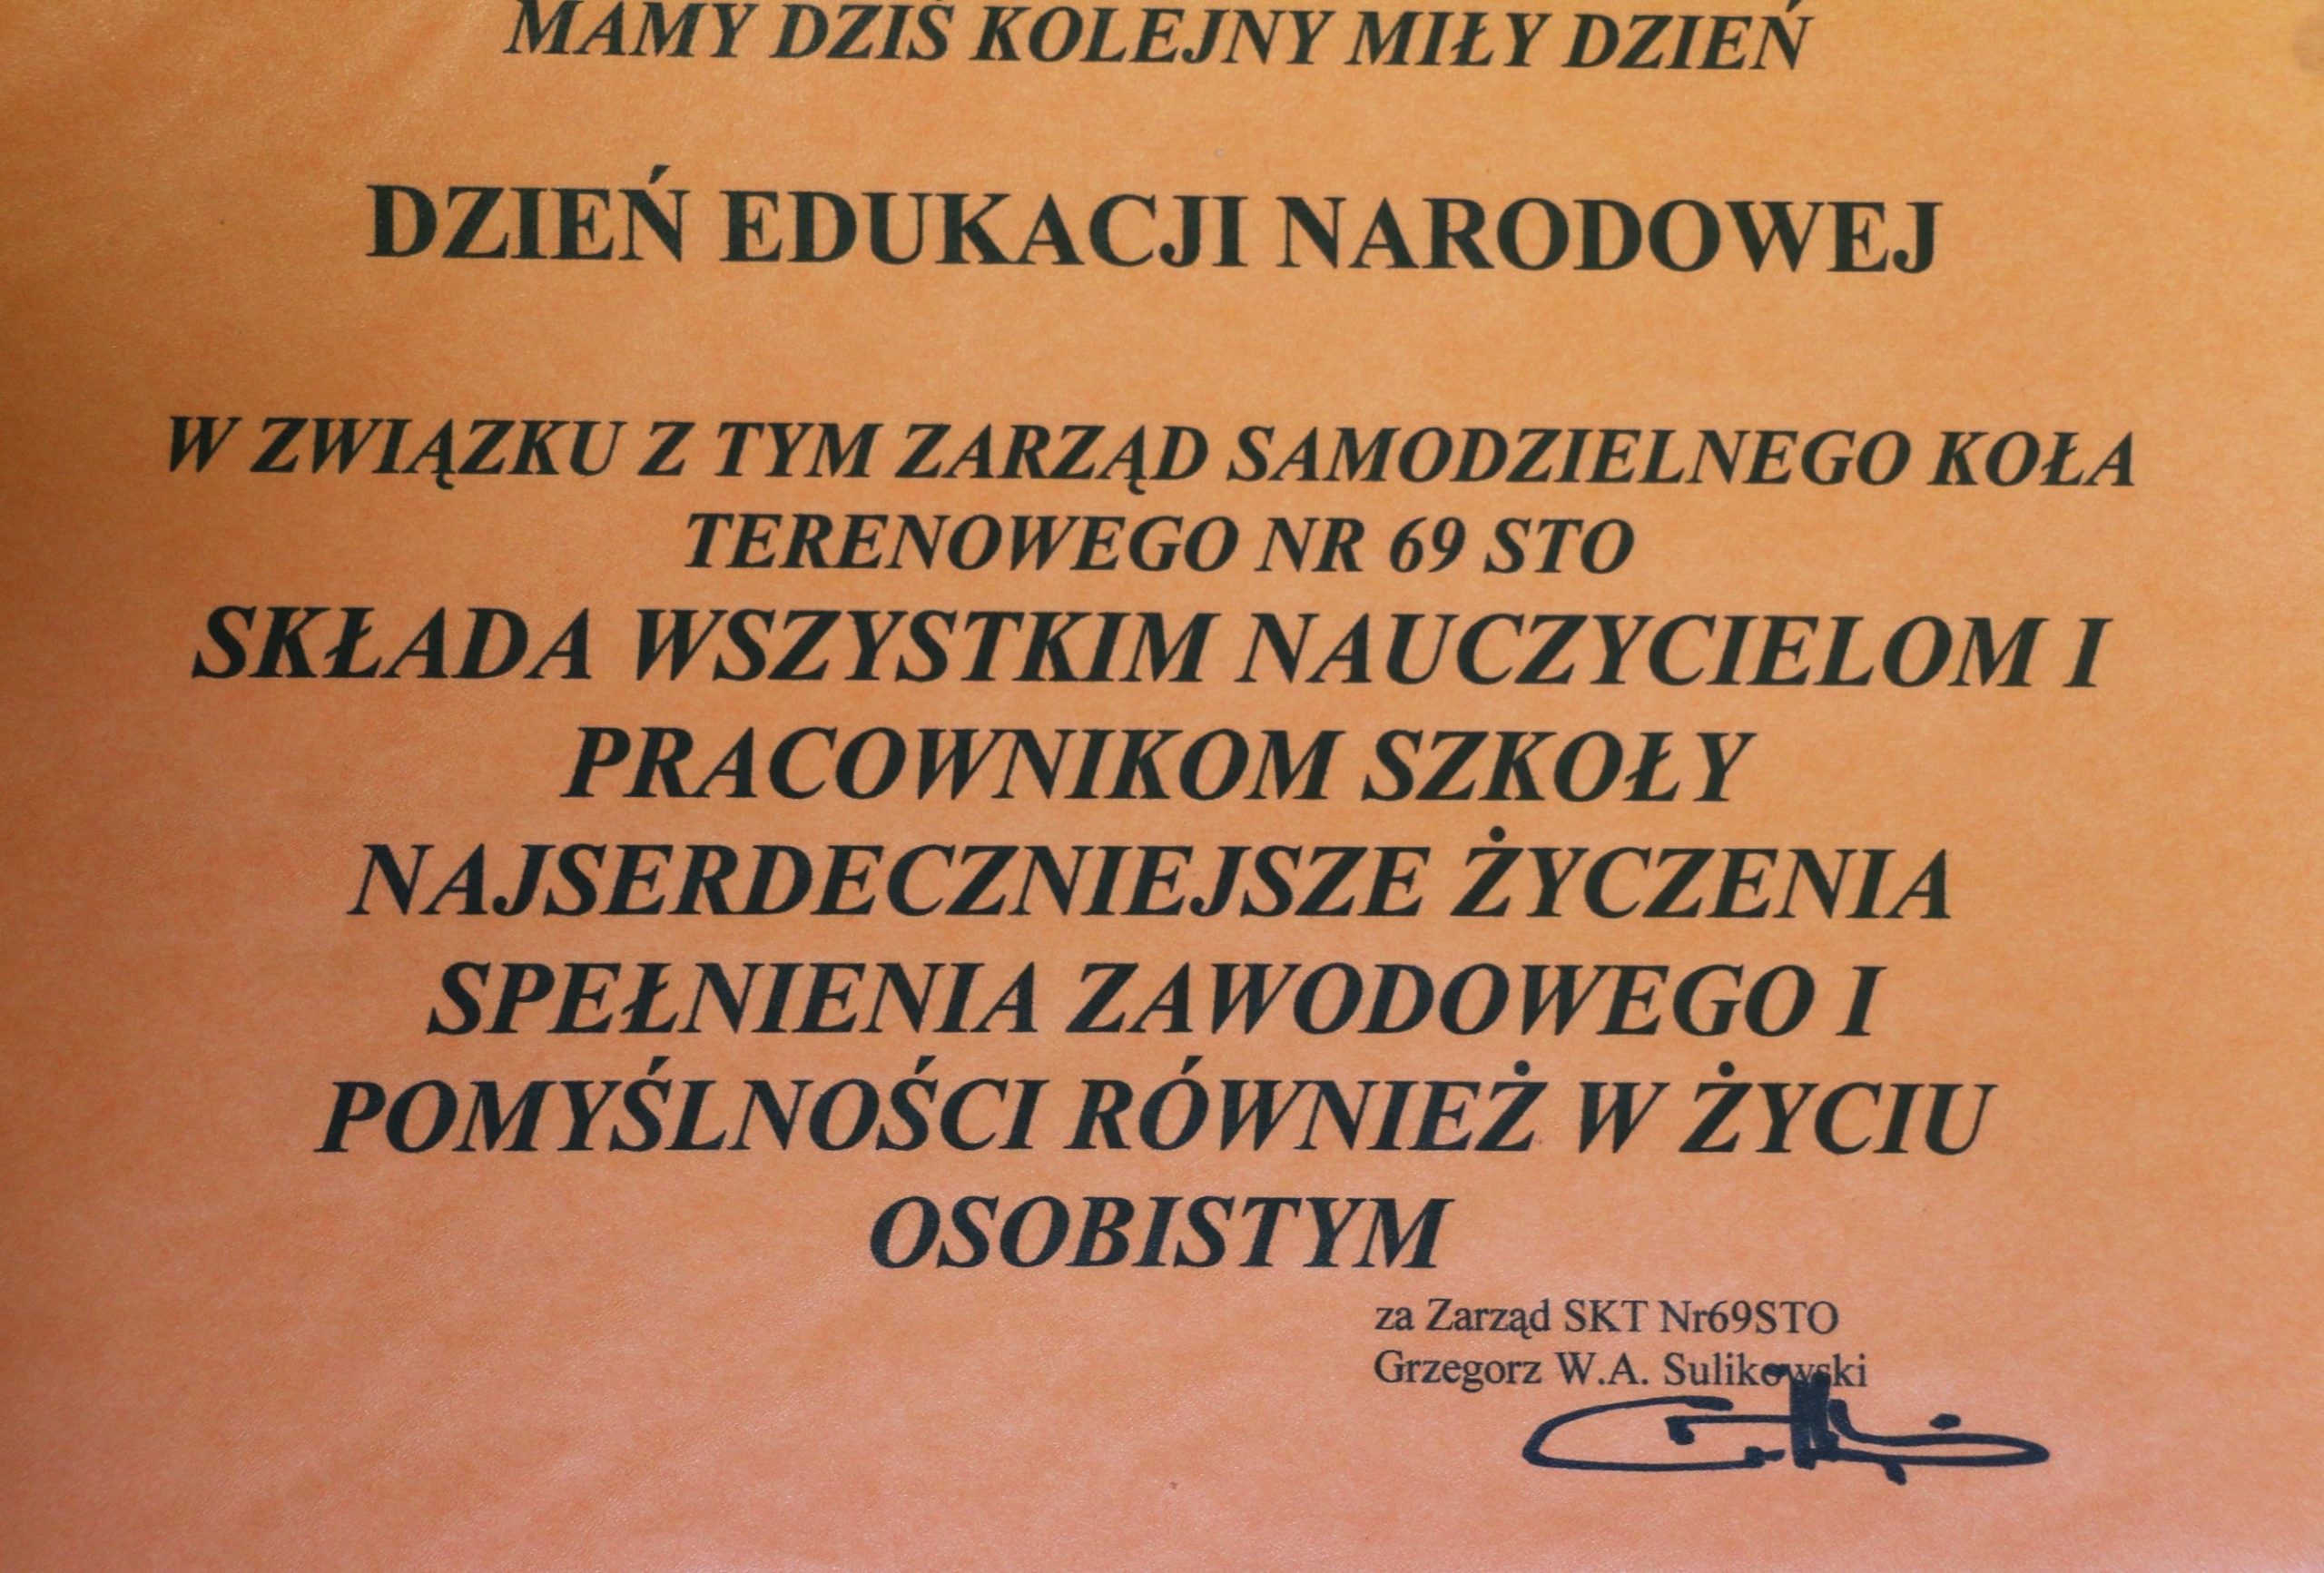 MAMY DZIŚ KOLEJNY MIŁY DZIEŃ
DZIEŃ EDUKACJI NARODOWEJ
W ZWIĄZKU Z TYM ZARZĄD SAMODZIELNEGO KOŁA
TERENOWEGO NR 69 STO
SKŁADA WSZYSTKIM NAUCZYCIELOM I
PRACOWNIKOM SZKOŁY
NAJSERDECZNIEJSZE ŻYCZENIA
SPEŁNIENIA ZAWODOWEGO I
POMYŚLNOŚCI RÓWNIEŻ W ŻYCIU
OSOBISTYM
za Zarząd SKT Nr69STO
Grzegorz W.A. Sulikowski